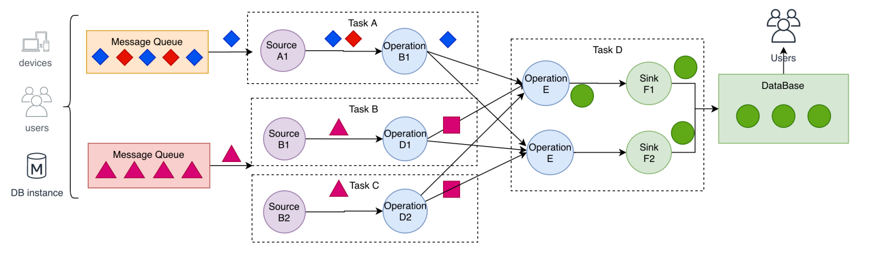 devices
users
DB instance
Message Queue
Message Queue
Task A
Source
A1
Operation
B1
Task B
Source
B1
Operation
D1
Task C
Source
B2
Operation
D2
Task D
Operation
E
Sink
F1
Operation
E
Sink
F2
Users
DataBase
M